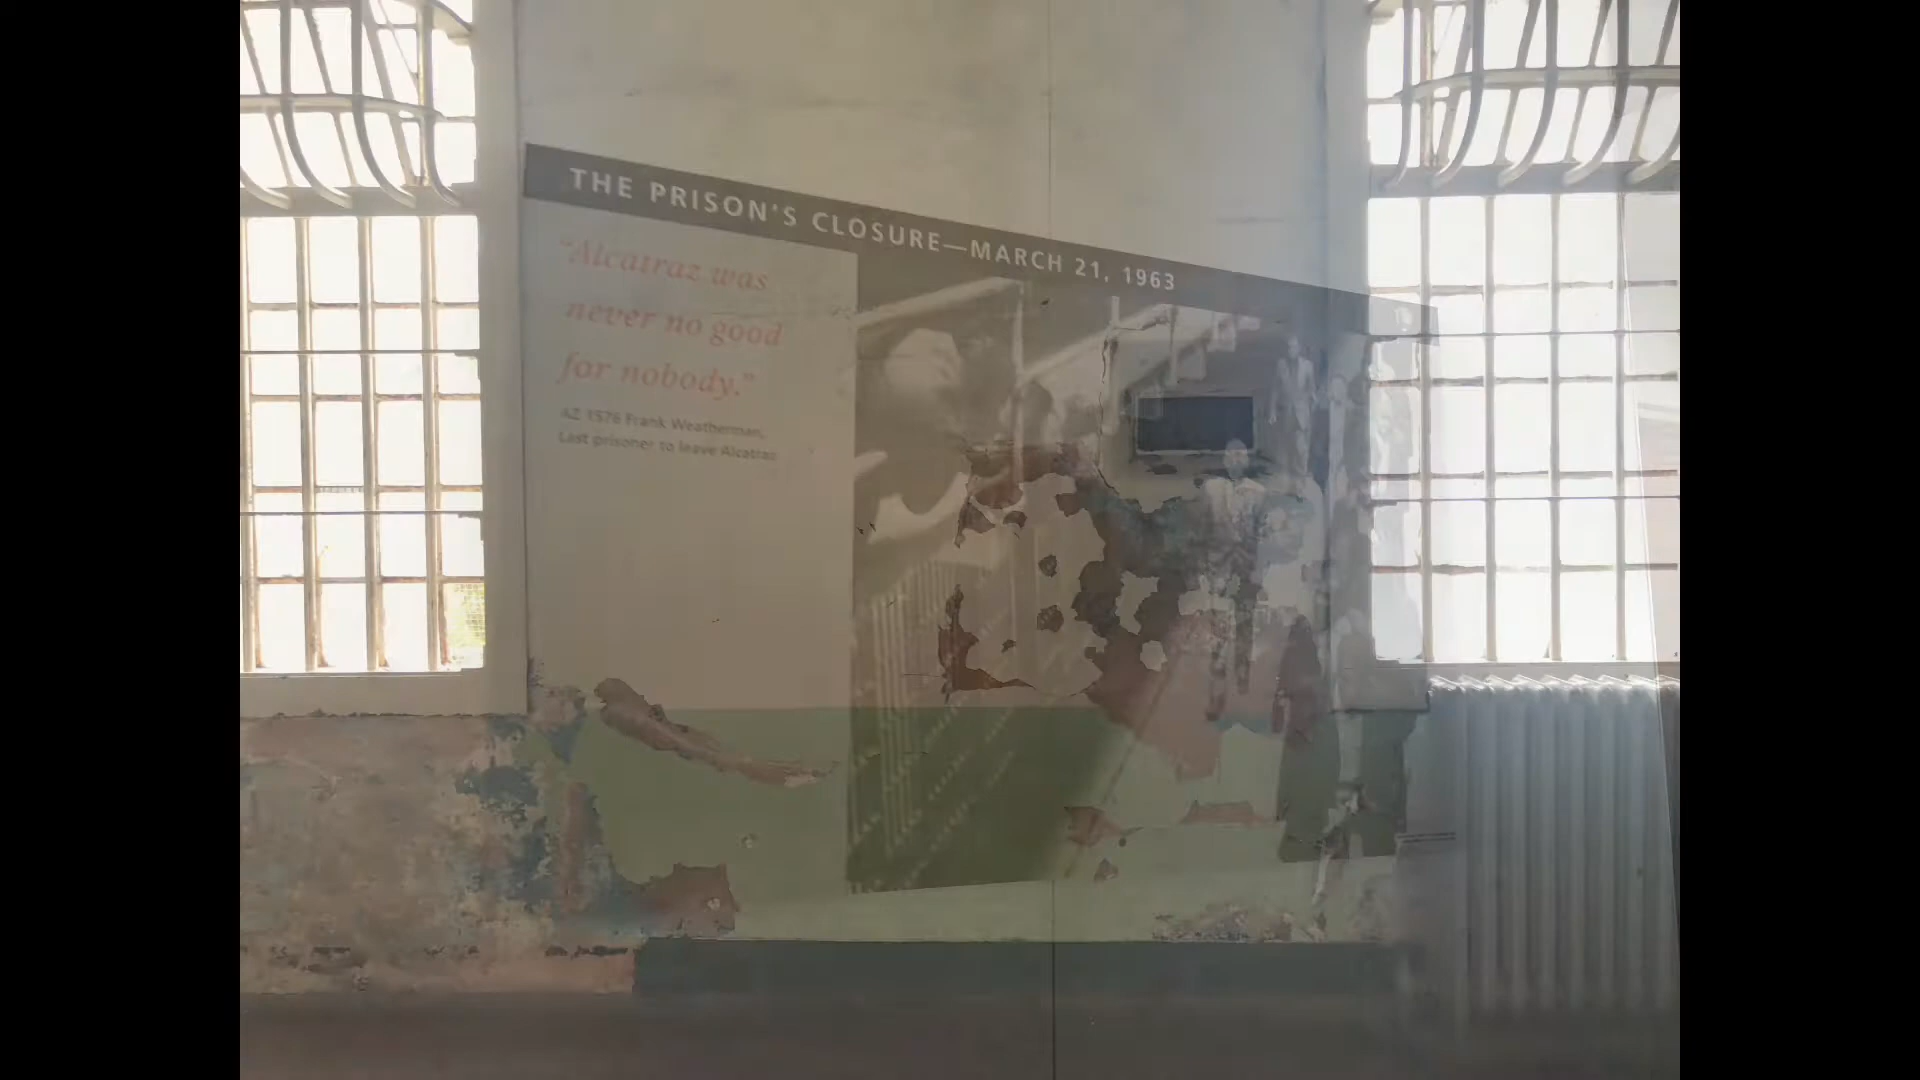 THE PRISON'S CLOSURE—MARCH 21, 1963
"Alcatraz was
never no good
for nobody."
AZ 1576 Frank Weatherman,
Last prisoner to leave Alcatraz